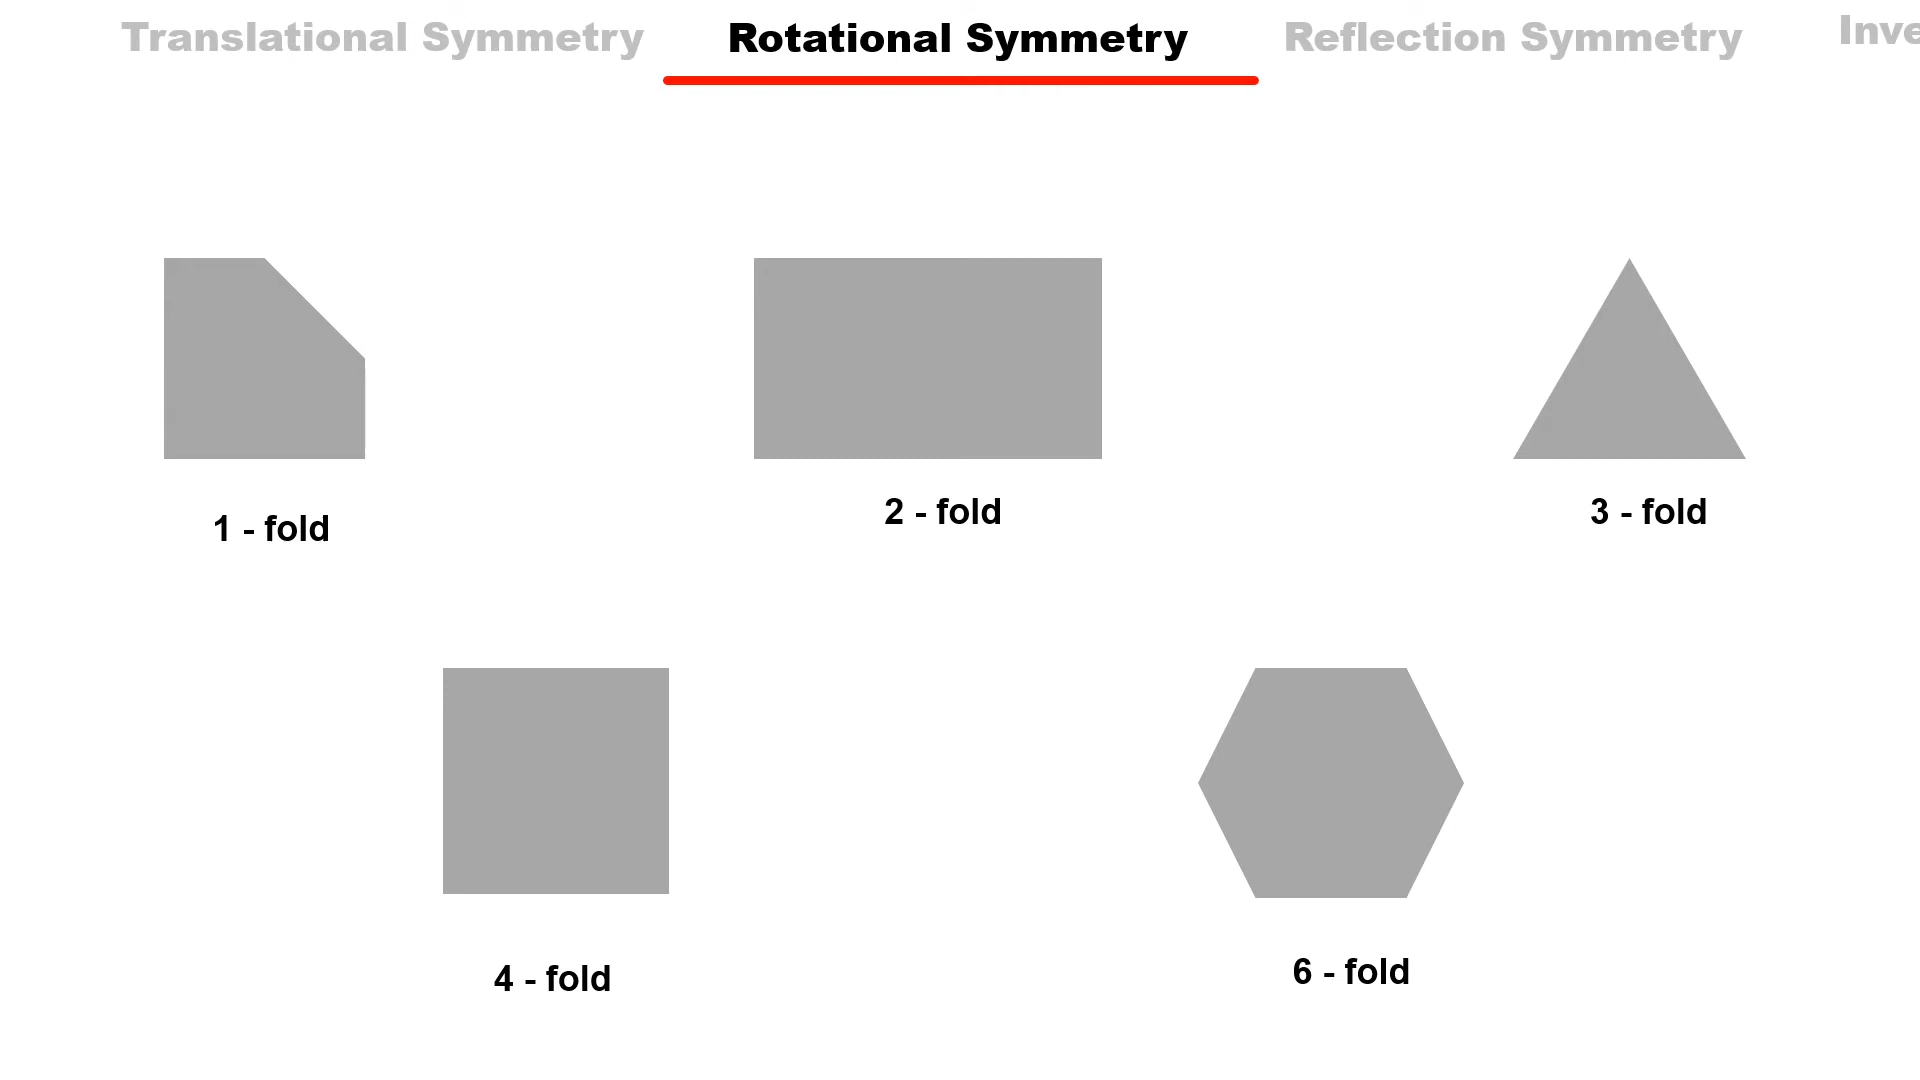 Translational Symmetry
Rotational Symmetry
Reflection Symmetry
Inve
1 - fold
2 - fold
3 - fold
4 - fold
6 - fold